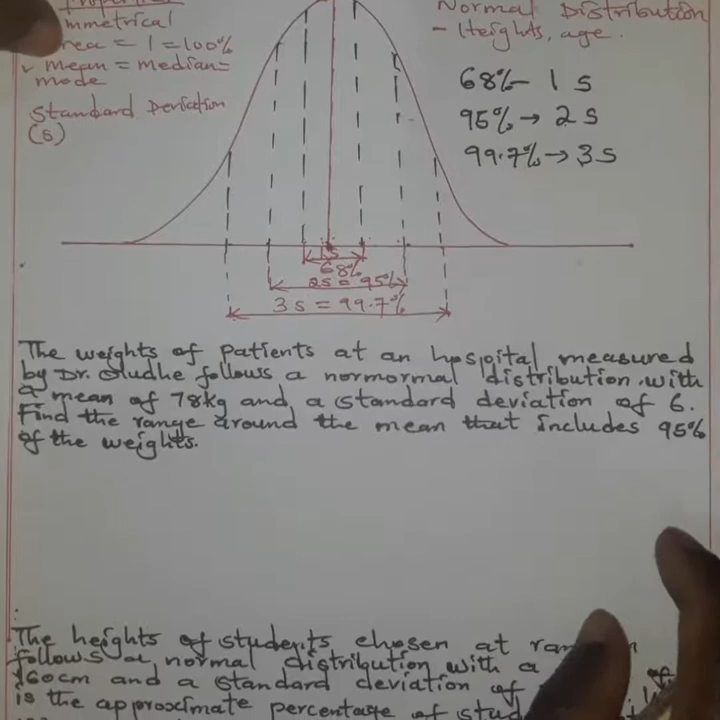 Normal Distribution
- Heights, age.
mmetrical
rea = 1 = 100%
mean = median =
mode
Standard Deviation
(s)
68% - 1 s
95% → 2 s
99.7% → 3s
1s
68%
2s = 95%
3 s = 99.7%
The weights of patients at an hospital measured
by Dr. Oludhe follows a normormal distribution with
a mean of 78kg and a standard deviation of 6.
Find the range around the mean that includes 95%
of the weights.
The heights of students chosen at
follows a normal distribution with a
160cm and a standard deviation of
is the approximate percentage of stud